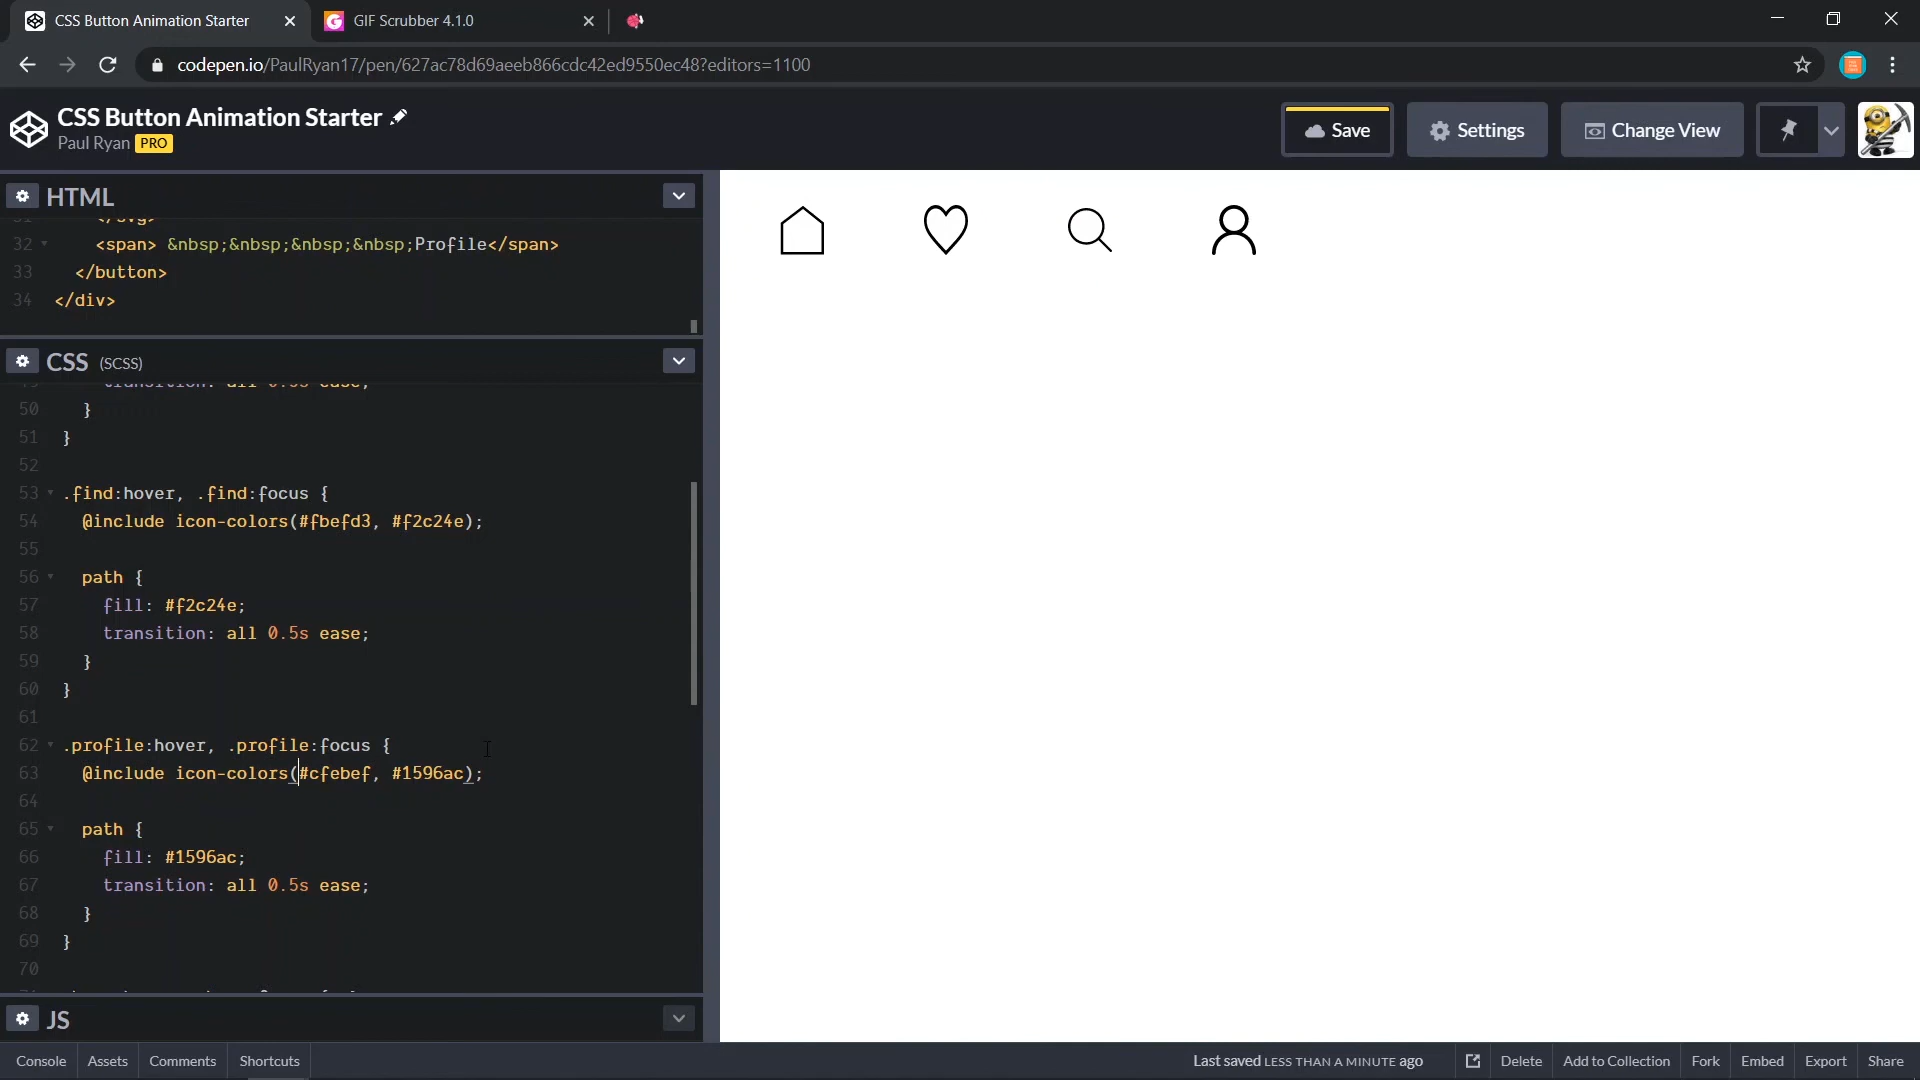 CSS Button Animation Starter
GIF Scrubber 4.1.0
codepen.io/PaulRyan17/pen/627ac78d69aeeb866cdc42ed9550ec48?editors=1100
CSS Button Animation Starter
Paul Ryan PRO
Save
Settings
Change View
HTML
32 <span> &nbsp;&nbsp;&nbsp;&nbsp;Profile</span>
33 </button>
34 </div>
CSS (SCSS)
50 }
51 }
52
53 .find:hover, .find:focus {
54 @include icon-colors(#fbefd3, #f2c24e);
55
56 path {
57 fill: #f2c24e;
58 transition: all 0.5s ease;
59 }
60 }
61
62 .profile:hover, .profile:focus {
63 @include icon-colors(#cfebef, #1596ac);
64
65 path {
66 fill: #1596ac;
67 transition: all 0.5s ease;
68 }
69 }
70
JS
Console Assets Comments Shortcuts
Last saved LESS THAN A MINUTE ago
Delete Add to Collection Fork Embed Export Share